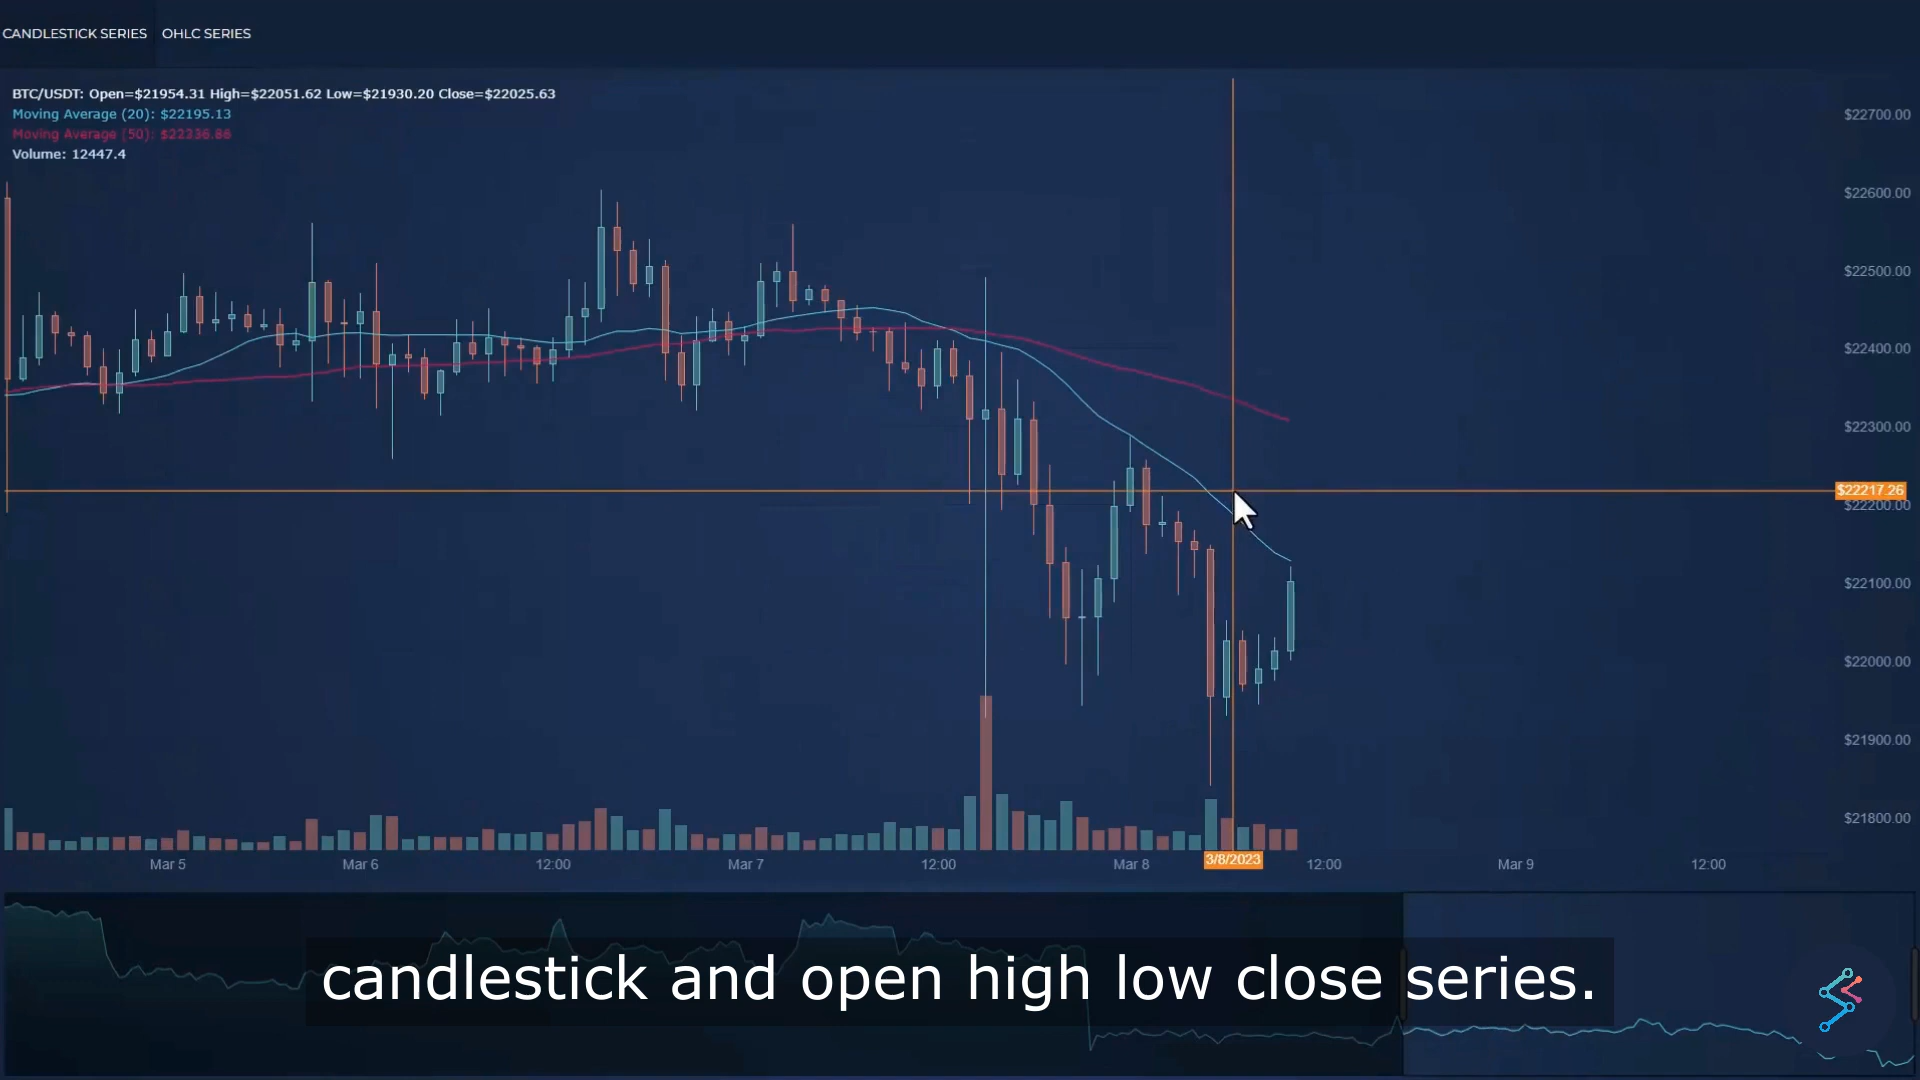 CANDLESTICK SERIES OHLC SERIES
BTC/USDT: Open=$21954.31 High=$22051.62 Low=$21930.20 Close=$22025.63
Moving Average (20): $22195.13
Moving Average (50): $22336.86
Volume: 12447.4
$22700.00
$22600.00
$22500.00
$22400.00
$22300.00
$22217.26
$22200.00
$22100.00
$22000.00
$21900.00
$21800.00
Mar 5 Mar 6 12:00 Mar 7 12:00 Mar 8 3/8/2023 12:00 Mar 9 12:00
candlestick and open high low close series.